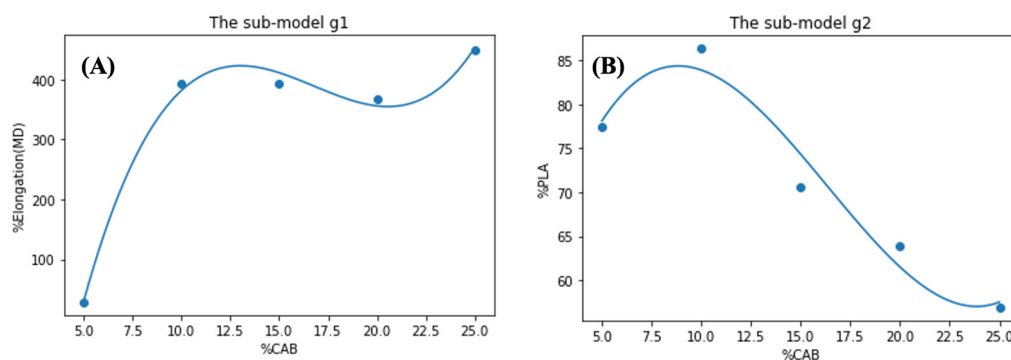 The sub-model g1
(A)
%Elongation(MD)
400
300
200
100
5.0 7.5 10.0 12.5 15.0 17.5 20.0 22.5 25.0
%CAB
The sub-model g2
(B)
%PLA
85
80
75
70
65
60
5.0 7.5 10.0 12.5 15.0 17.5 20.0 22.5 25.0
%CAB